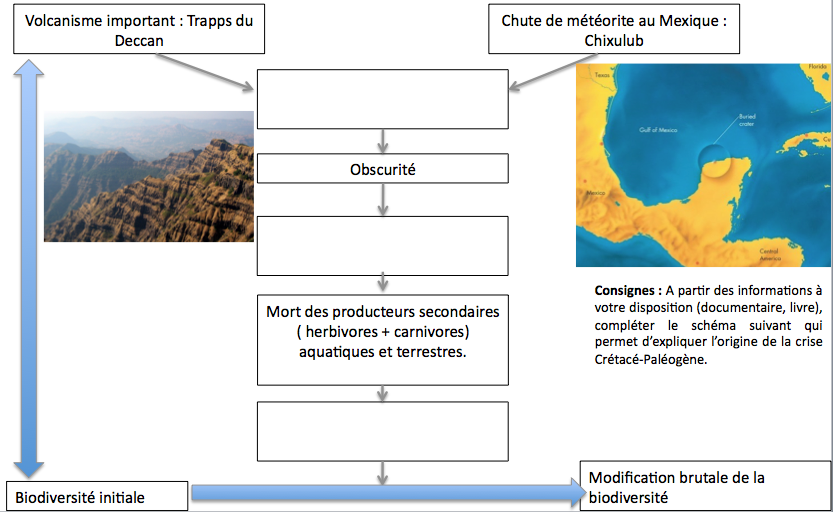 Volcanisme important : Trapps du
Deccan
Chute de météorite au Mexique :
Chixulub
Texas
Florida
Buried
crater
Gulf of Mexico
Cu
Mexico
Central
America
Obscurité
Mort des producteurs secondaires
( herbivores + carnivores)
aquatiques et terrestres.
Consignes : A partir des informations à
votre disposition (documentaire, livre),
compléter le schéma suivant qui
permet d’expliquer l’origine de la crise
Crétacé-Paléogène.
Biodiversité initiale
Modification brutale de la
biodiversité